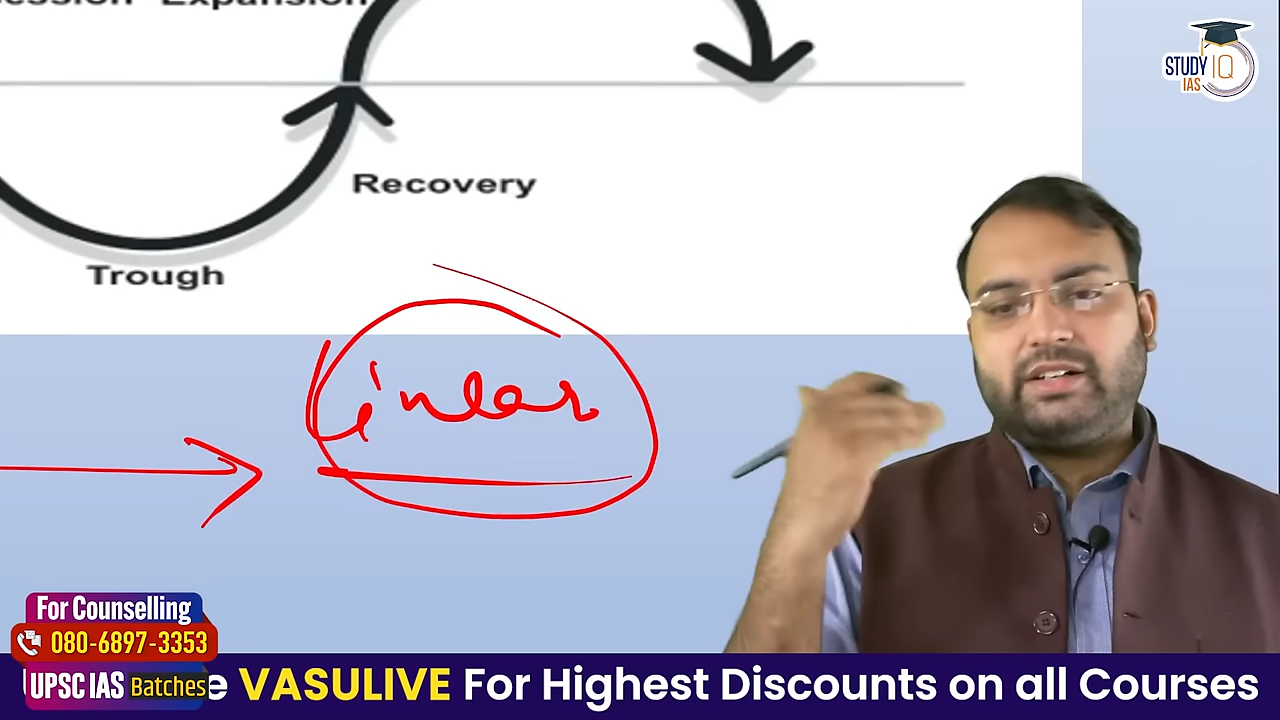 ession Expansion
STUDY IQ
IAS
Recovery
Trough
linear
For Counselling
080-6897-3353
UPSC IAS Batches
e VASULIVE For Highest Discounts on all Courses